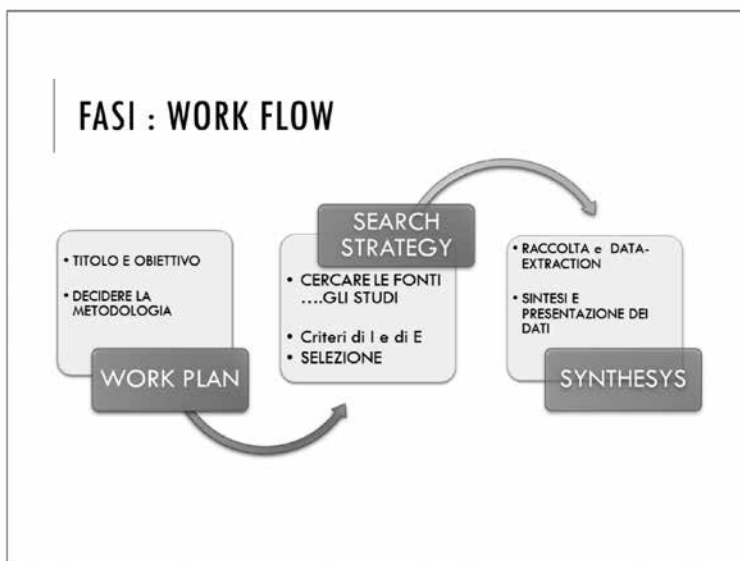 FASI : WORK FLOW
• TITOLO E OBIETTIVO
• DECIDERE LA
METODOLOGIA
WORK PLAN
SEARCH
STRATEGY
• CERCARE LE FONTI
....GLI STUDI
• Criteri di I e di E
• SELEZIONE
• RACCOLTA e DATA-
EXTRACTION
• SINTESI E
PRESENTAZIONE DEI
DATI
SYNTHESYS